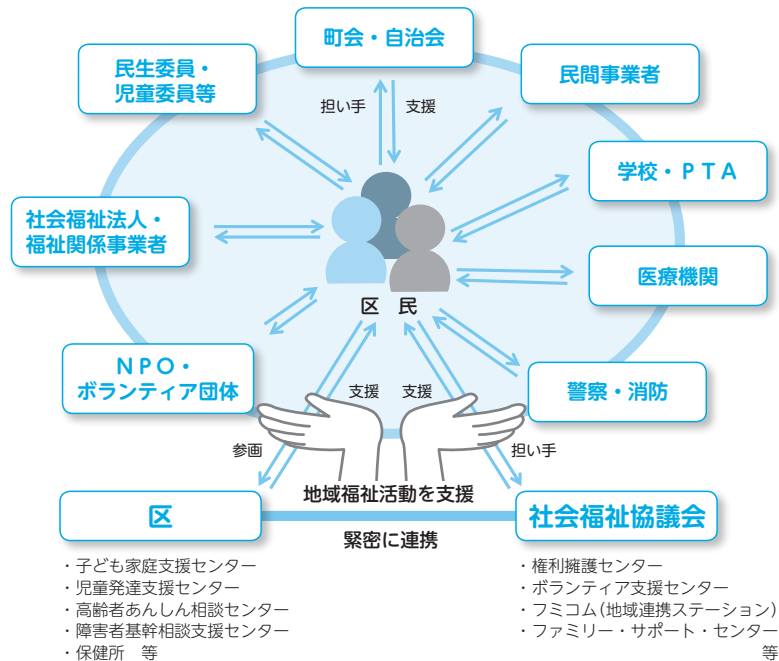 町会・自治会
民生委員・
児童委員等
民間事業者
担い手
支援
学校・ＰＴＡ
社会福祉法人・
福祉関係事業者
医療機関
区 民
ＮＰＯ・
ボランティア団体
支援
支援
警察・消防
参画
担い手
地域福祉活動を支援
区
社会福祉協議会
緊密に連携
・子ども家庭支援センター
・児童発達支援センター
・高齢者あんしん相談センター
・障害者基幹相談支援センター
・保健所　等
・権利擁護センター
・ボランティア支援センター
・フミコム（地域連携ステーション）
・ファミリー・サポート・センター
等